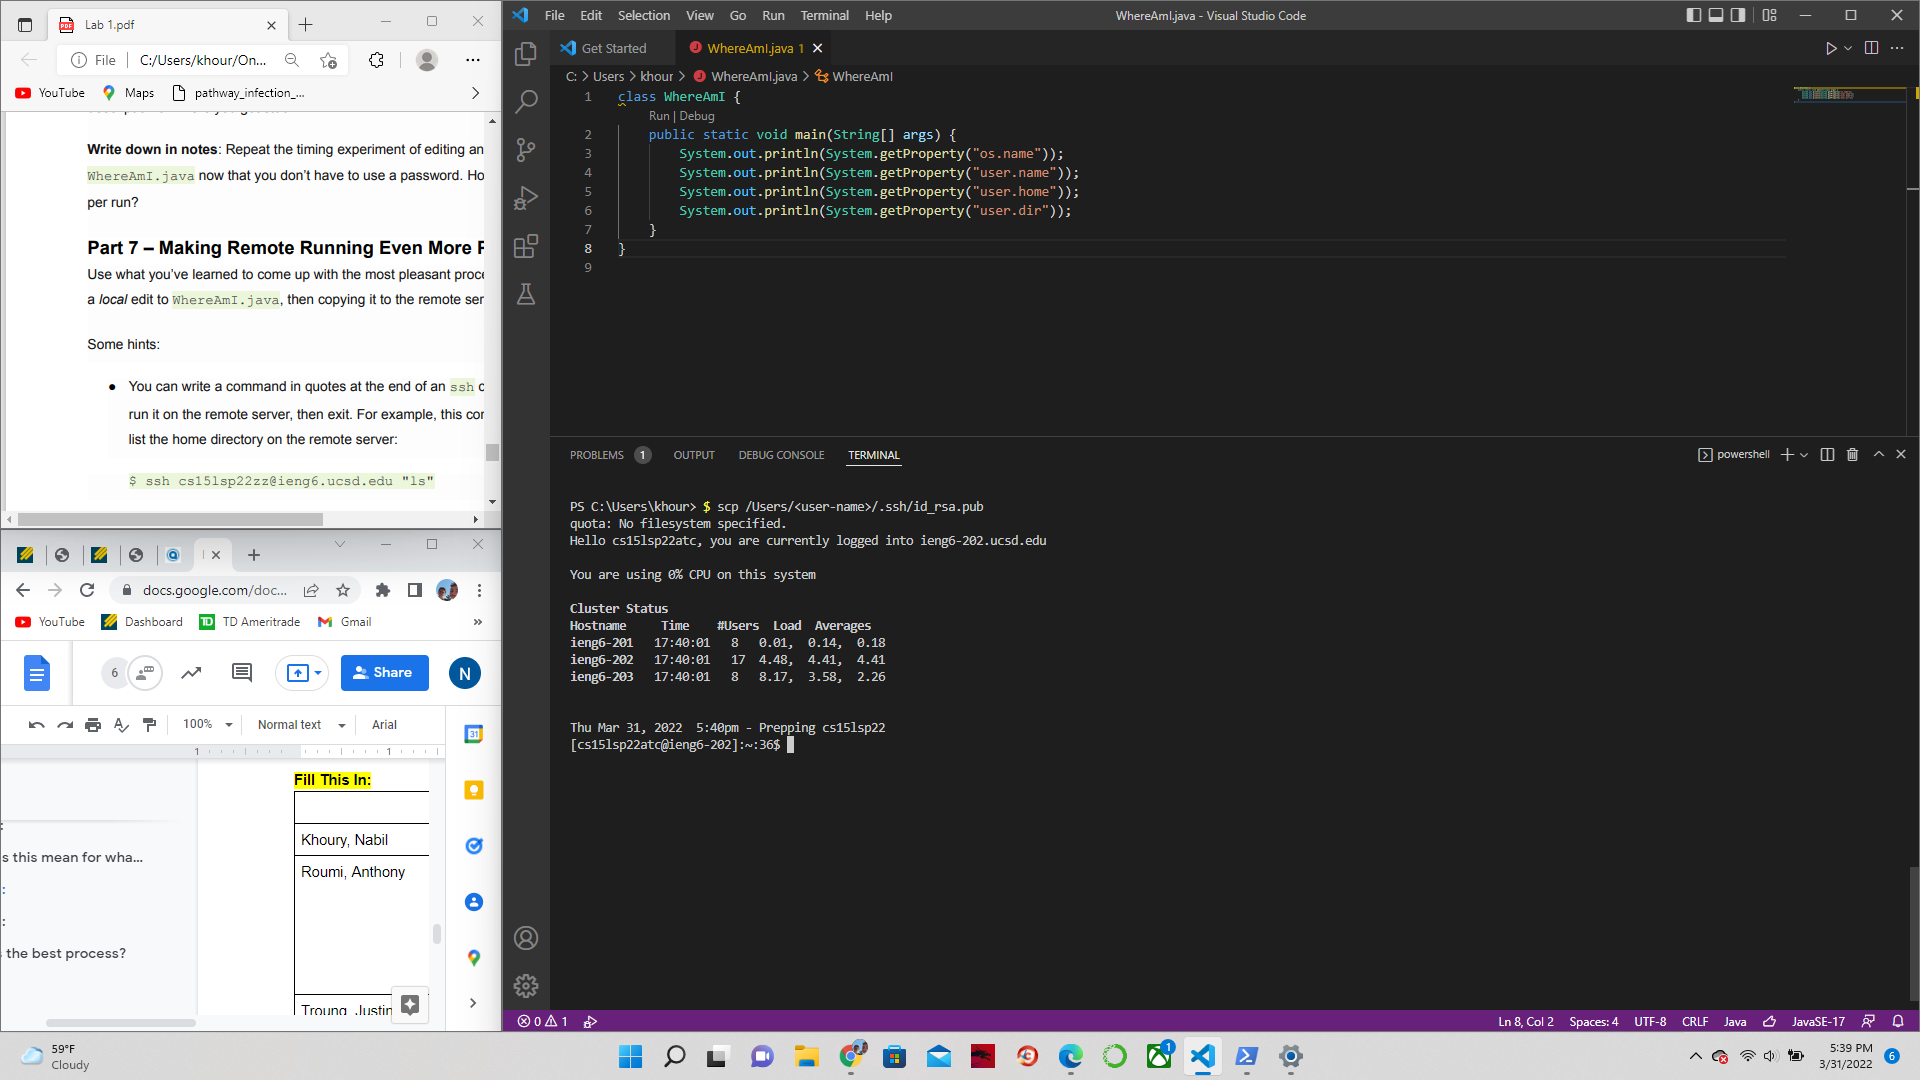 Lab 1.pdf
File
C:/Users/khour/On...
YouTube
Maps
pathway_infection_...
Write down in notes: Repeat the timing experiment of editing an
WhereAmI.java now that you don't have to use a password. Ho
per run?
Part 7 – Making Remote Running Even More P
Use what you've learned to come up with the most pleasant proce
a local edit to WhereAmI.java, then copying it to the remote ser
Some hints:
● You can write a command in quotes at the end of an ssh c
run it on the remote server, then exit. For example, this cor
list the home directory on the remote server:
$ ssh cs15lsp22zz@ieng6.ucsd.edu "ls"
docs.google.com/doc...
YouTube
Dashboard
TD Ameritrade
Gmail
»
6
Share
N
100%
Normal text
Arial
31
1
1
Fill This In:
Khoury, Nabil
Roumi, Anthony
Troung, Justin
:
s this mean for wha...
:
:
the best process?
File Edit Selection View Go Run Terminal Help
WhereAmI.java - Visual Studio Code
Get Started
WhereAmI.java 1
C: > Users > khour > WhereAmI.java > WhereAmI
1 class WhereAmI {
Run | Debug
2 public static void main(String[] args) {
3 System.out.println(System.getProperty("os.name"));
4 System.out.println(System.getProperty("user.name"));
5 System.out.println(System.getProperty("user.home"));
6 System.out.println(System.getProperty("user.dir"));
7 }
8 }
9
PROBLEMS 1 OUTPUT DEBUG CONSOLE TERMINAL
powershell
PS C:\Users\khour> $ scp /Users/<user-name>/.ssh/id_rsa.pub
quota: No filesystem specified.
Hello cs15lsp22atc, you are currently logged into ieng6-202.ucsd.edu
You are using 0% CPU on this system
Cluster Status
Hostname Time #Users Load Averages
ieng6-201 17:40:01 8 0.01, 0.14, 0.18
ieng6-202 17:40:01 17 4.48, 4.41, 4.41
ieng6-203 17:40:01 8 8.17, 3.58, 2.26
Thu Mar 31, 2022 5:40pm - Prepping cs15lsp22
[cs15lsp22atc@ieng6-202]:~:36$
0 1
Ln 8, Col 2 Spaces: 4 UTF-8 CRLF Java JavaSE-17
59°F
Cloudy
1
5:39 PM
3/31/2022
6